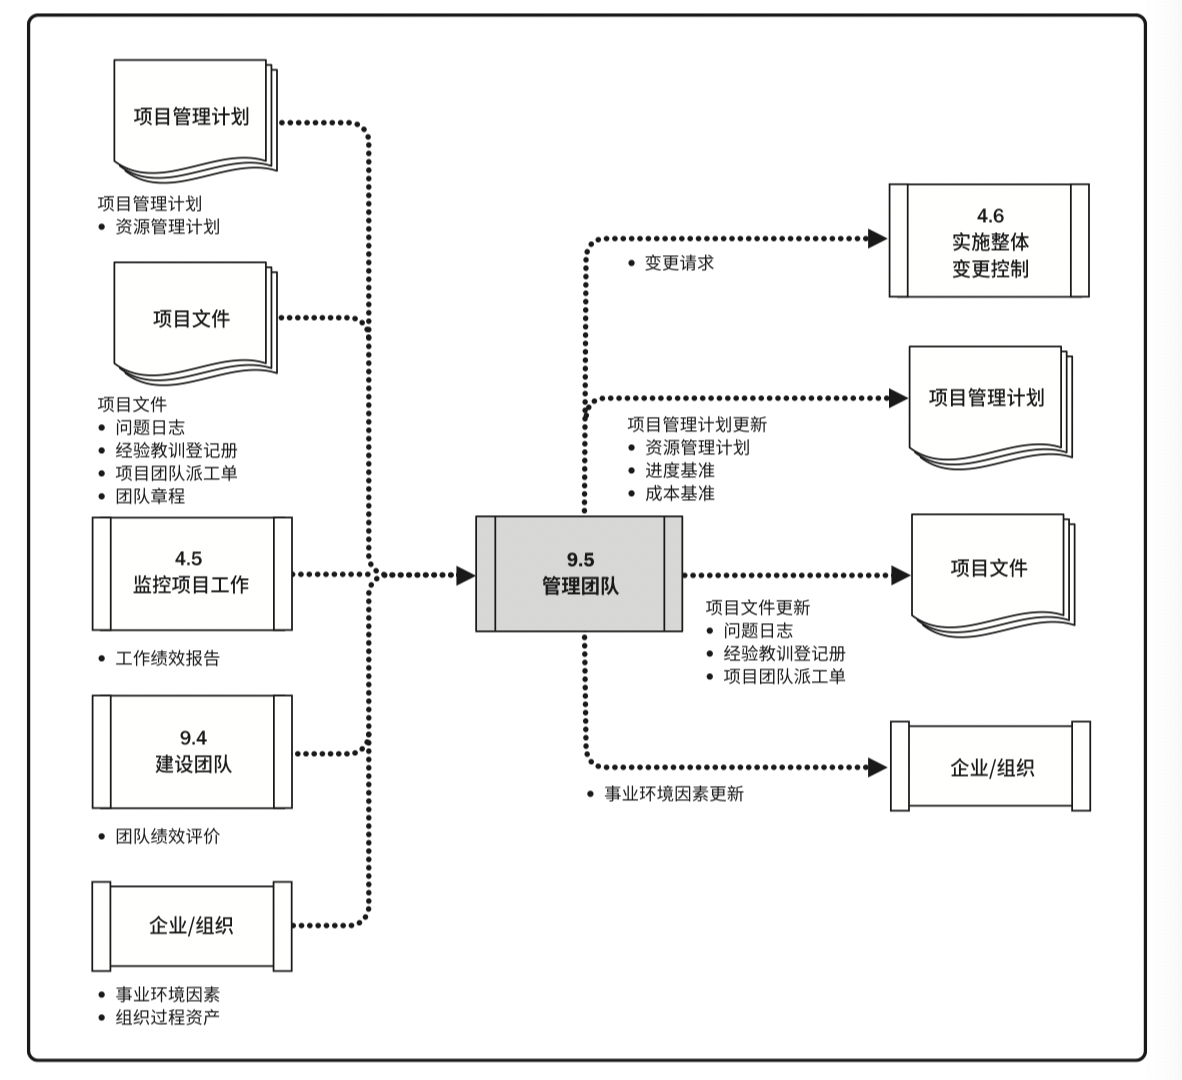 项目管理计划
项目管理计划
• 资源管理计划
项目文件
项目文件
• 问题日志
• 经验教训登记册
• 项目团队派工单
• 团队章程
4.5
监控项目工作
• 工作绩效报告
9.4
建设团队
• 团队绩效评价
企业/组织
• 事业环境因素
• 组织过程资产
9.5
管理团队
• 变更请求
4.6
实施整体
变更控制
项目管理计划更新
• 资源管理计划
• 进度基准
• 成本基准
项目管理计划
项目文件更新
• 问题日志
• 经验教训登记册
• 项目团队派工单
项目文件
• 事业环境因素更新
企业/组织